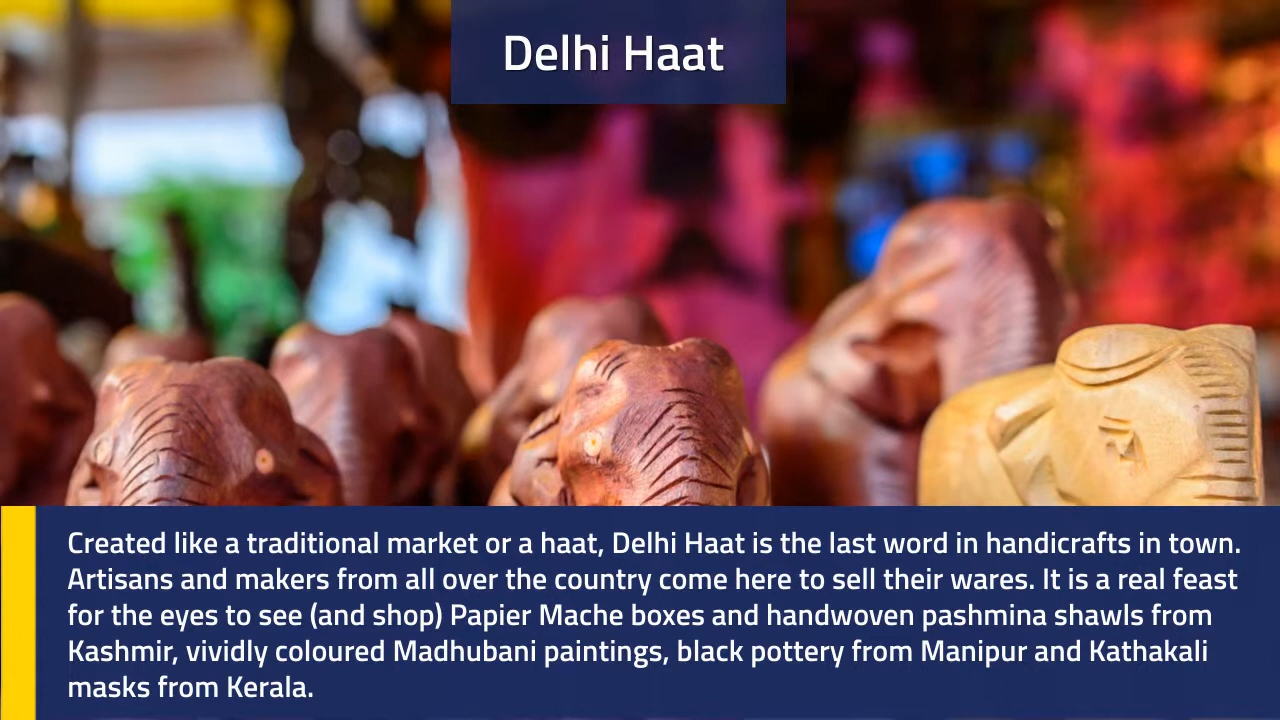 Delhi Haat
Created like a traditional market or a haat, Delhi Haat is the last word in handicrafts in town.
Artisans and makers from all over the country come here to sell their wares. It is a real feast
for the eyes to see (and shop) Papier Mache boxes and handwoven pashmina shawls from
Kashmir, vividly coloured Madhubani paintings, black pottery from Manipur and Kathakali
masks from Kerala.